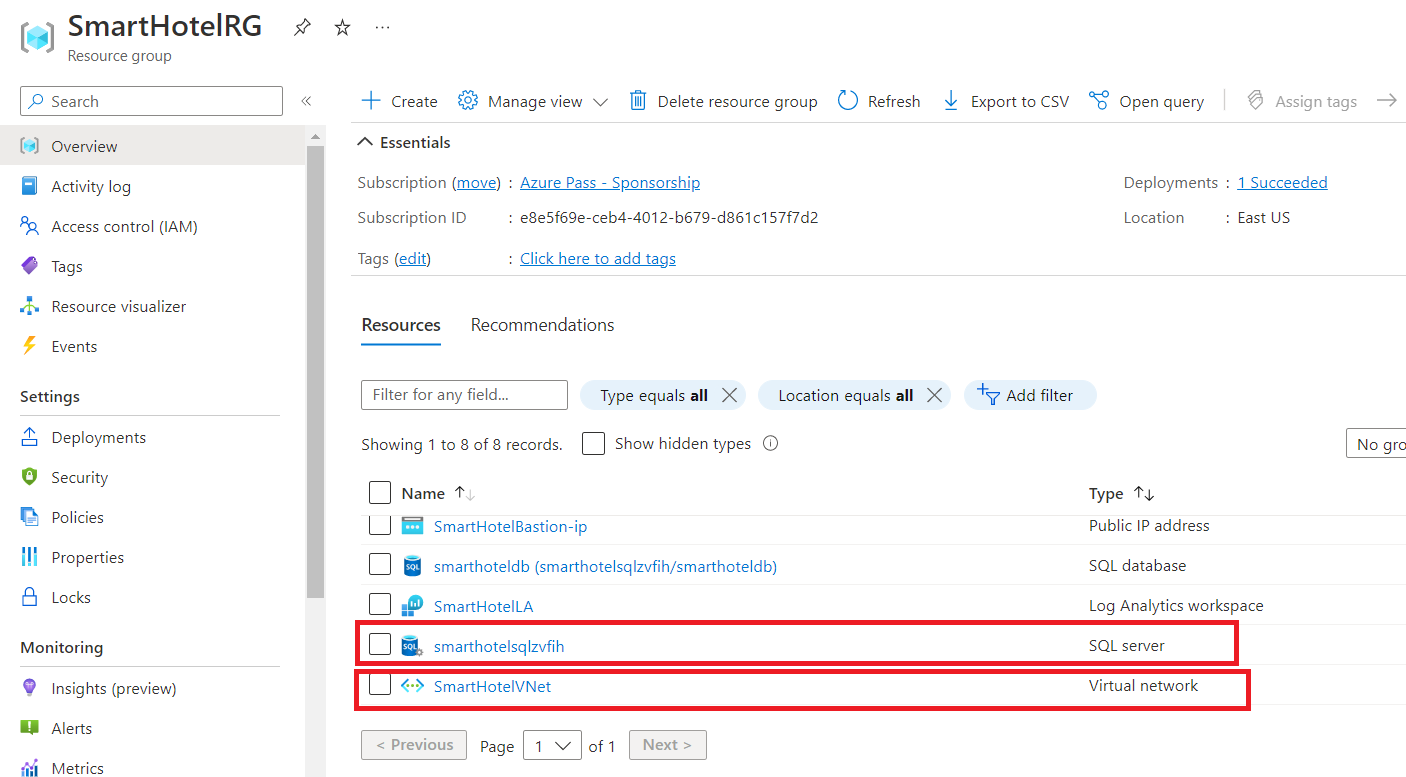 SmartHotelRG
Resource group
Search
Overview
Activity log
Access control (IAM)
Tags
Resource visualizer
Events
Settings
Deployments
Security
Policies
Properties
Locks
Monitoring
Insights (preview)
Alerts
Metrics
Create Manage view Delete resource group Refresh Export to CSV Open query Assign tags
Essentials
Subscription (move) : Azure Pass - Sponsorship Deployments : 1 Succeeded
Subscription ID : e8e5f69e-ceb4-4012-b679-d861c157f7d2 Location : East US
Tags (edit) : Click here to add tags
Resources Recommendations
Filter for any field... Type equals all Location equals all Add filter
Showing 1 to 8 of 8 records. Show hidden types No gro
Name Type
SmartHotelBastion-ip Public IP address
SQL smarthoteldb (smarthotelsqlzvfih/smarthoteldb) SQL database
SmartHotelLA Log Analytics workspace
SQL smarthotelsqlzvfih SQL server
SmartHotelVNet Virtual network
< Previous Page 1 of 1 Next >